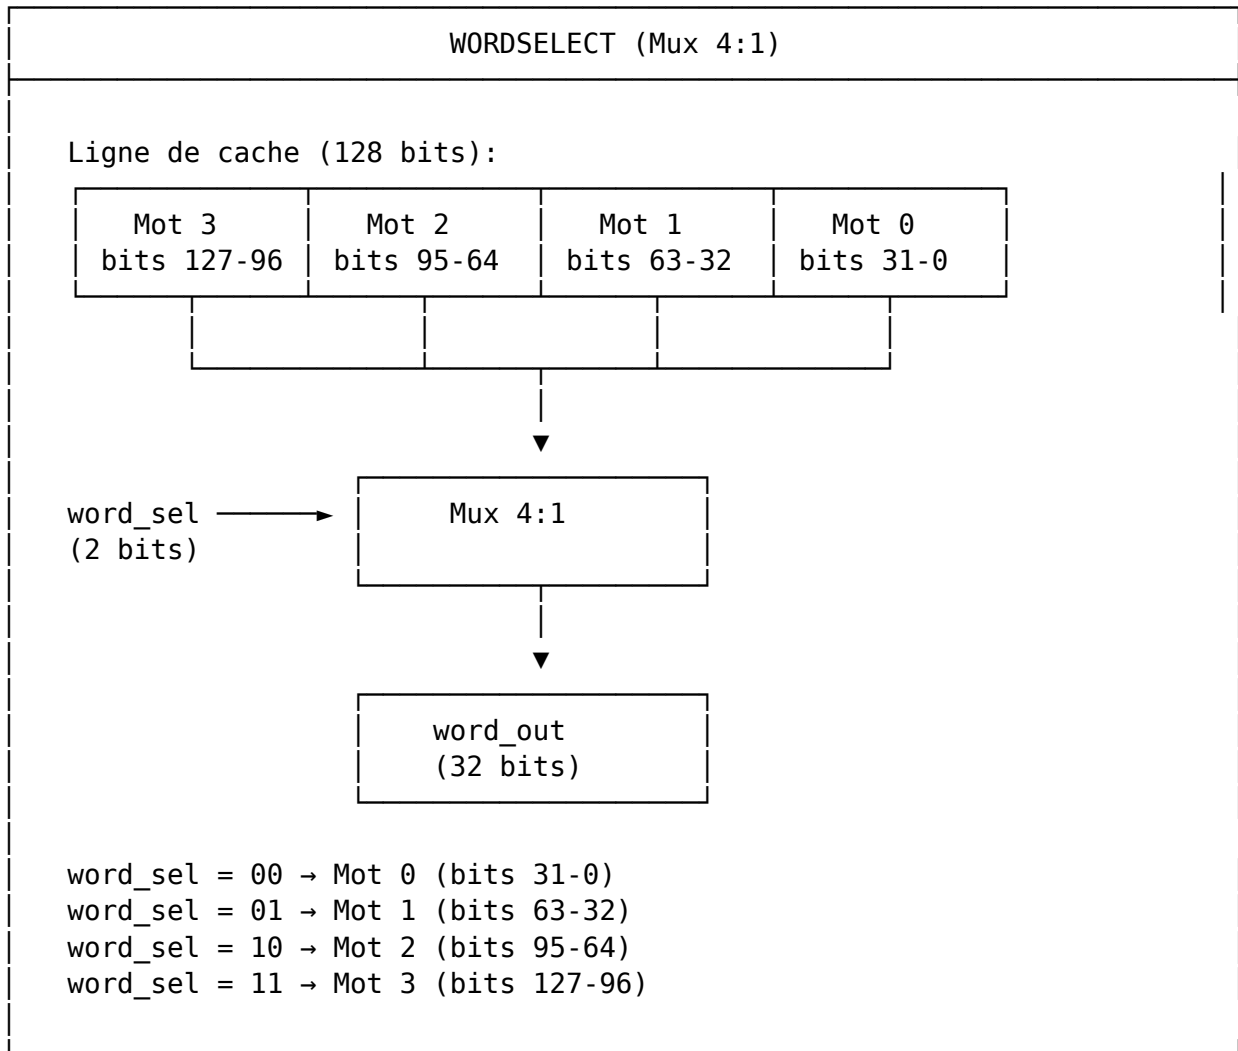 WORDSELECT (Mux 4:1)
Ligne de cache (128 bits):
Mot 3 Mot 2 Mot 1 Mot 0
bits 127-96 bits 95-64 bits 63-32 bits 31-0
word_sel Mux 4:1
(2 bits)
word_out
(32 bits)
word_sel = 00 → Mot 0 (bits 31-0)
word_sel = 01 → Mot 1 (bits 63-32)
word_sel = 10 → Mot 2 (bits 95-64)
word_sel = 11 → Mot 3 (bits 127-96)